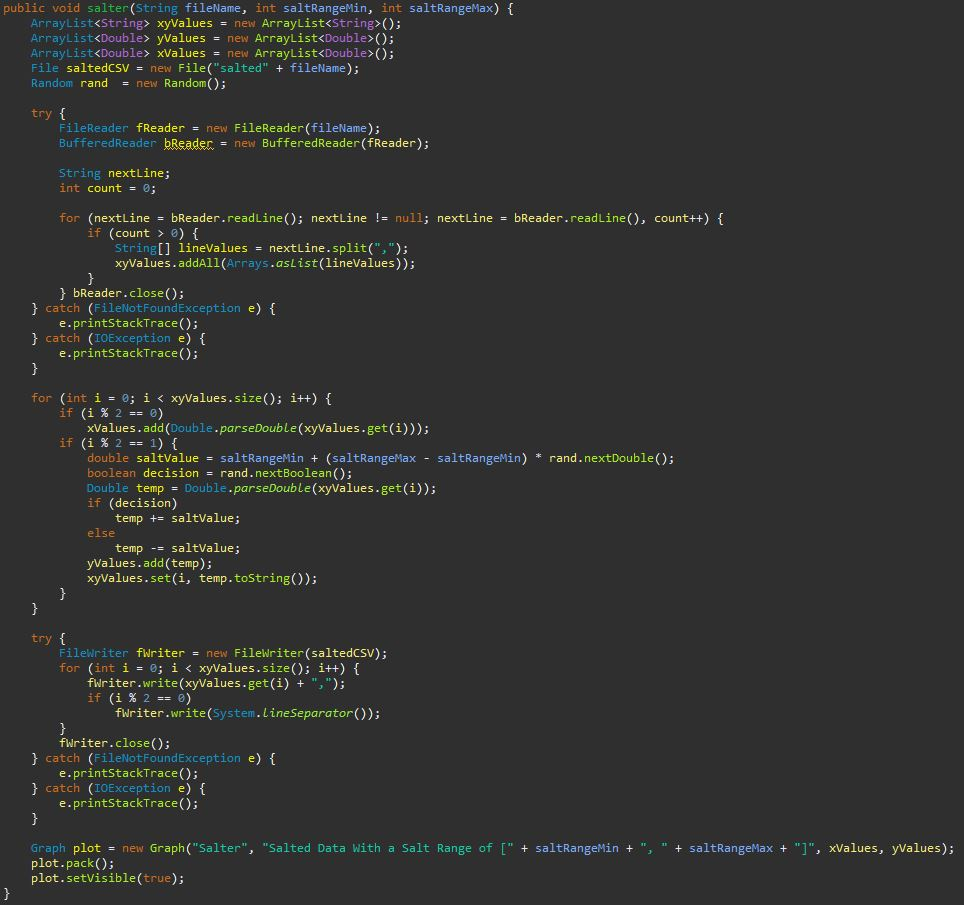 public void salter(String fileName, int saltRangeMin, int saltRangeMax) {
    ArrayList<String> xyValues = new ArrayList<String>();
    ArrayList<Double> yValues = new ArrayList<Double>();
    ArrayList<Double> xValues = new ArrayList<Double>();
    File saltedCSV = new File("salted" + fileName);
    Random rand  = new Random();

    try {
        FileReader fReader = new FileReader(fileName);
        BufferedReader bReader = new BufferedReader(fReader);

        String nextLine;
        int count = 0;

        for (nextLine = bReader.readLine(); nextLine != null; nextLine = bReader.readLine(), count++) {
            if (count > 0) {
                String[] lineValues = nextLine.split(",");
                xyValues.addAll(Arrays.asList(lineValues));
            }
        } bReader.close();
    } catch (FileNotFoundException e) {
        e.printStackTrace();
    } catch (IOException e) {
        e.printStackTrace();
    }

    for (int i = 0; i < xyValues.size(); i++) {
        if (i % 2 == 0)
            xValues.add(Double.parseDouble(xyValues.get(i)));
        if (i % 2 == 1) {
            double saltValue = saltRangeMin + (saltRangeMax - saltRangeMin) * rand.nextDouble();
            boolean decision = rand.nextBoolean();
            Double temp = Double.parseDouble(xyValues.get(i));
            if (decision)
                temp += saltValue;
            else
                temp -= saltValue;
            yValues.add(temp);
            xyValues.set(i, temp.toString());
        }
    }

    try {
        FileWriter fWriter = new FileWriter(saltedCSV);
        for (int i = 0; i < xyValues.size(); i++) {
            fWriter.write(xyValues.get(i) + ",");
            if (i % 2 == 0)
                fWriter.write(System.lineSeparator());
        }
        fWriter.close();
    } catch (FileNotFoundException e) {
        e.printStackTrace();
    } catch (IOException e) {
        e.printStackTrace();
    }

    Graph plot = new Graph("Salter", "Salted Data With a Salt Range of [" + saltRangeMin + ", " + saltRangeMax + "]", xValues, yValues);
    plot.pack();
    plot.setVisible(true);
}